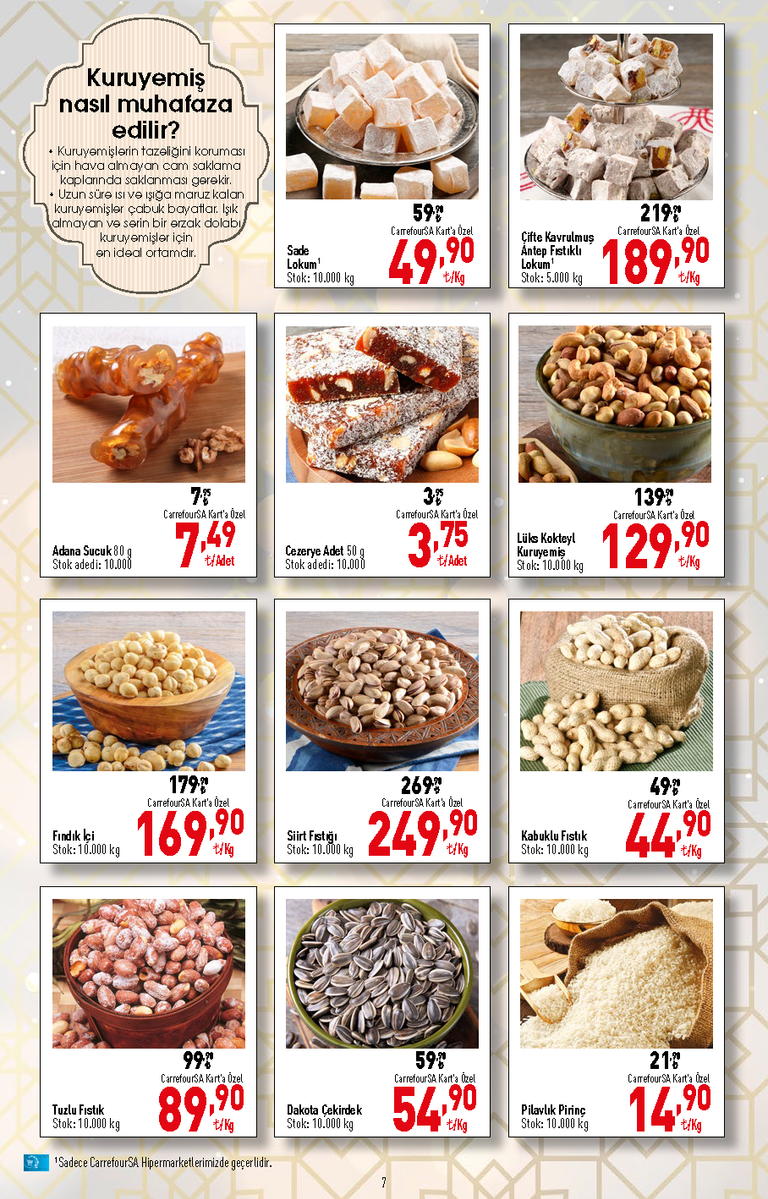 Kuruyemiş
nasıl muhafaza
edilir?
• Kuruyemişlerin tazeliğini koruması
için hava almayan cam saklama
kaplarında saklanması gerekir.
• Uzun süre ısı ve ışığa maruz kalan
kuruyemişler çabuk bayatlar. Işık
almayan ve serin bir erzak dolabı
kuruyemişler için
en ideal ortamdır.
59,90 ₺
CarrefourSA Kart'a Özel
Sade
Lokum¹
Stok: 10.000 kg
49,90
₺/Kg
219,90 ₺
CarrefourSA Kart'a Özel
Çifte Kavrulmuş
Antep Fıstıklı
Lokum¹
Stok: 5.000 kg
189,90
₺/Kg
7,95 ₺
CarrefourSA Kart'a Özel
Adana Sucuk 80 g
Stok adedi: 10.000
7,49
₺/Adet
3,95 ₺
CarrefourSA Kart'a Özel
Cezerye Adet 50 g
Stok adedi: 10.000
3,75
₺/Adet
139,90 ₺
CarrefourSA Kart'a Özel
Lüks Kokteyl
Kuruyemiş
Stok: 10.000 kg
129,90
₺/Kg
179,90 ₺
CarrefourSA Kart'a Özel
Fındık İçi
Stok: 10.000 kg
169,90
₺/Kg
269,90 ₺
CarrefourSA Kart'a Özel
Siirt Fıstığı
Stok: 10.000 kg
249,90
₺/Kg
49,90 ₺
CarrefourSA Kart'a Özel
Kabuklu Fıstık
Stok: 10.000 kg
44,90
₺/Kg
99,90 ₺
CarrefourSA Kart'a Özel
Tuzlu Fıstık
Stok: 10.000 kg
89,90
₺/Kg
59,90 ₺
CarrefourSA Kart'a Özel
Dakota Çekirdek
Stok: 10.000 kg
54,90
₺/Kg
21,90 ₺
CarrefourSA Kart'a Özel
Pilavlık Pirinç
Stok: 10.000 kg
14,90
₺/Kg
¹Sadece CarrefourSA Hipermarketlerimizde geçerlidir.
7